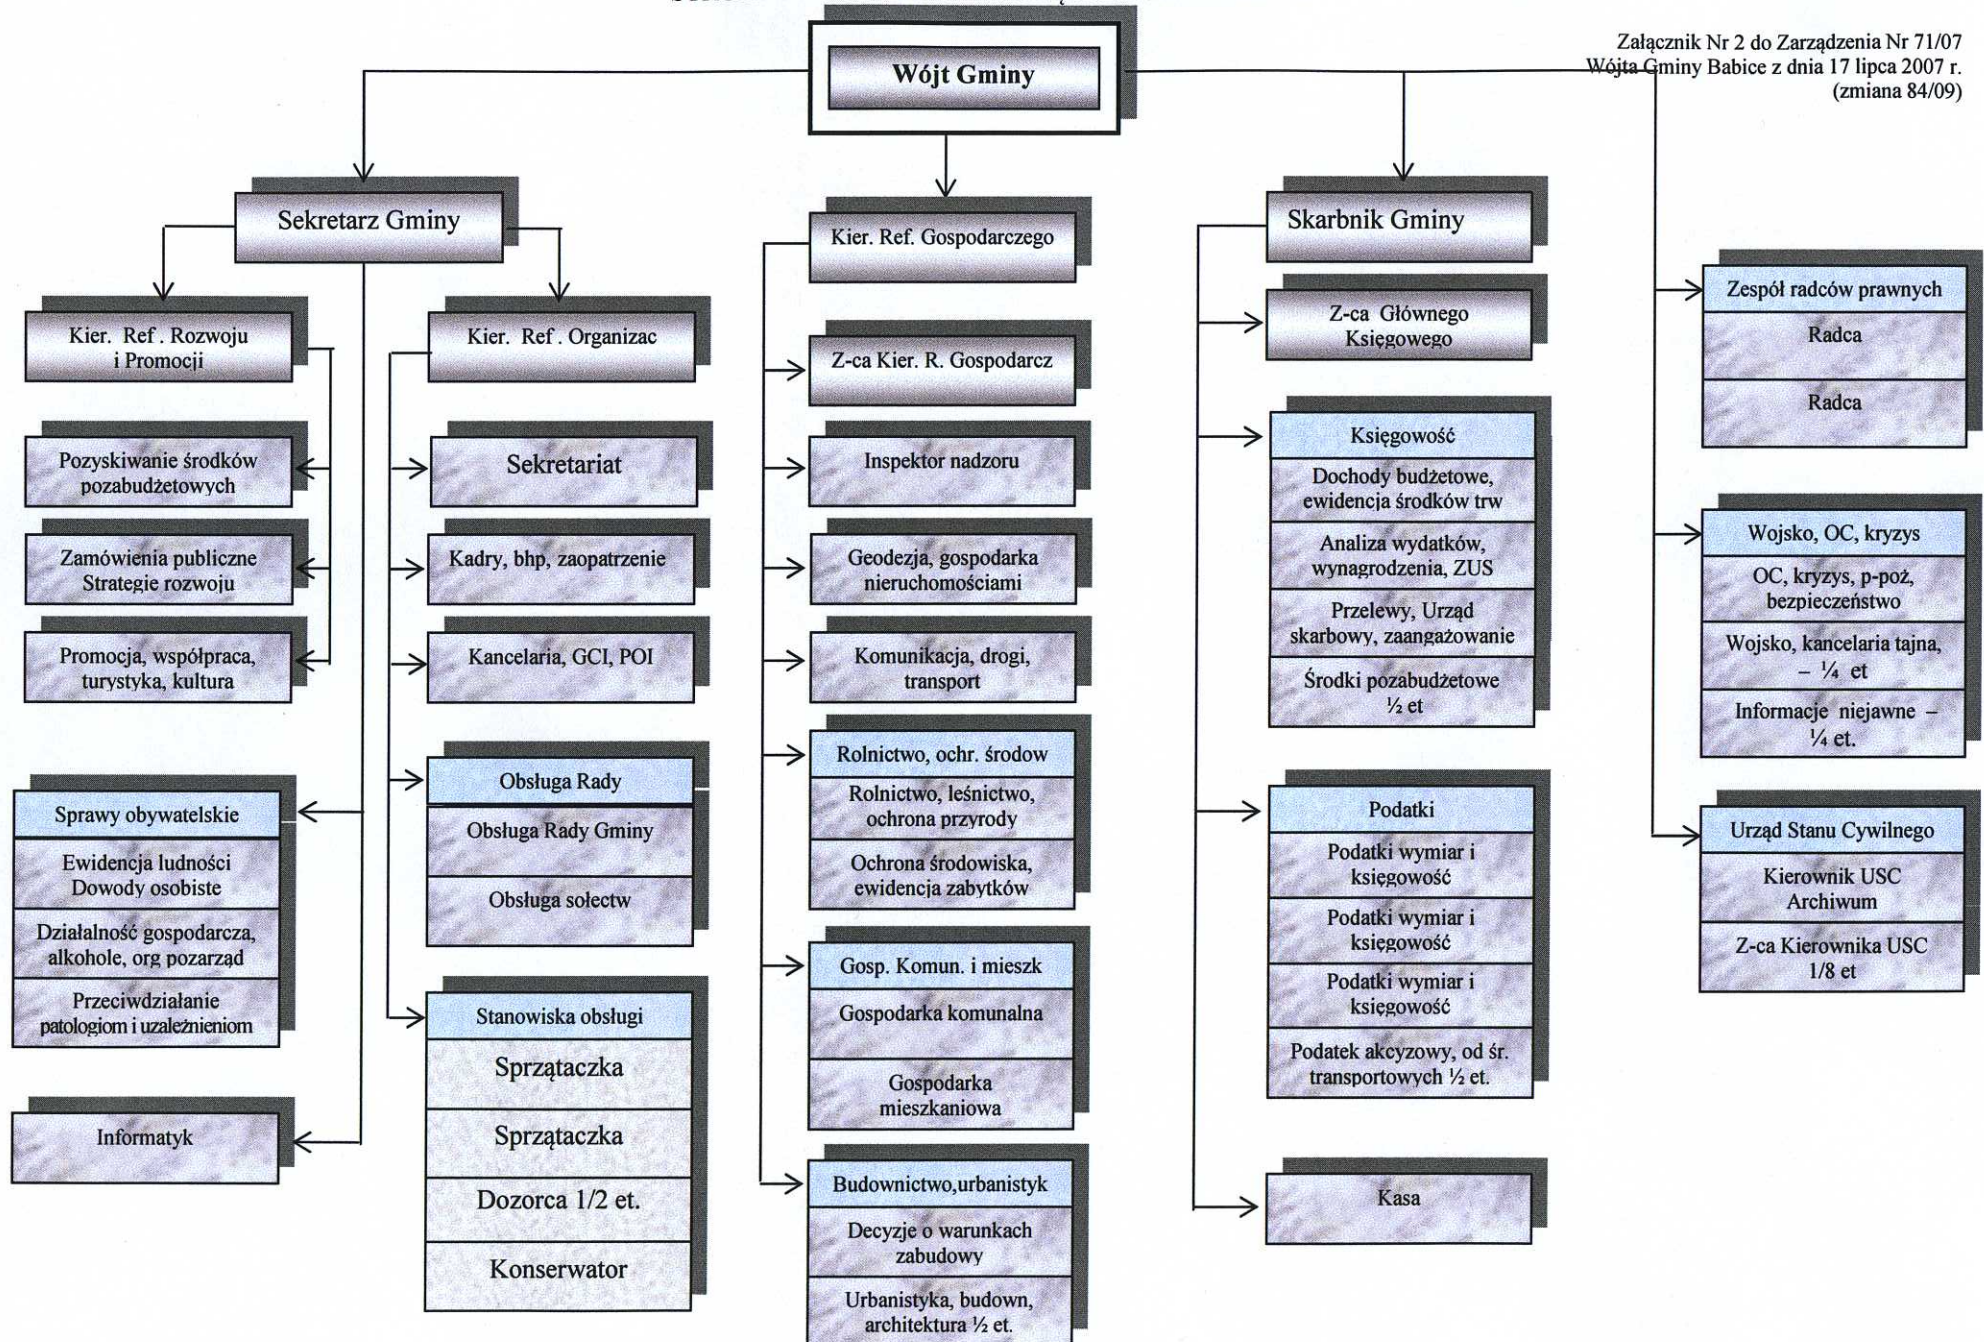 Załącznik Nr 2 do Zarządzenia Nr 71/07
Wójta Gminy Babice z dnia 17 lipca 2007 r.
(zmiana 84/09)
Wójt Gminy
Sekretarz Gminy
Kier. Ref . Rozwoju
i Promocji
Pozyskiwanie środków
pozabudżetowych
Zamówienia publiczne
Strategie rozwoju
Promocja, współpraca,
turystyka, kultura
Sprawy obywatelskie
Ewidencja ludności
Dowody osobiste
Działalność gospodarcza,
alkohole, org pozarząd
Przeciwdziałanie
patologiom i uzależnieniom
Informatyk
Kier. Ref . Organizac
Sekretariat
Kadry, bhp, zaopatrzenie
Kancelaria, GCI, POI
Obsługa Rady
Obsługa Rady Gminy
Obsługa sołectw
Stanowiska obsługi
Sprzątaczka
Sprzątaczka
Dozorca 1/2 et.
Konserwator
Kier. Ref. Gospodarczego
Z-ca Kier. R. Gospodarcz
Inspektor nadzoru
Geodezja, gospodarka
nieruchomościami
Komunikacja, drogi,
transport
Rolnictwo, ochr. środow
Rolnictwo, leśnictwo,
ochrona przyrody
Ochrona środowiska,
ewidencja zabytków
Gosp. Komun. i mieszk
Gospodarka komunalna
Gospodarka
mieszkaniowa
Budownictwo,urbanistyk
Decyzje o warunkach
zabudowy
Urbanistyka, budown,
architektura ½ et.
Skarbnik Gminy
Z-ca Głównego
Księgowego
Księgowość
Dochody budżetowe,
ewidencja środków trw
Analiza wydatków,
wynagrodzenia, ZUS
Przelewy, Urząd
skarbowy, zaangażowanie
Środki pozabudżetowe
½ et
Podatki
Podatki wymiar i
księgowość
Podatki wymiar i
księgowość
Podatki wymiar i
księgowość
Podatek akcyzowy, od śr.
transportowych ½ et.
Kasa
Zespół radców prawnych
Radca
Radca
Wojsko, OC, kryzys
OC, kryzys, p-poż,
bezpieczeństwo
Wojsko, kancelaria tajna,
– ¼ et
Informacje niejawne –
¼ et.
Urząd Stanu Cywilnego
Kierownik USC
Archiwum
Z-ca Kierownika USC
1/8 et